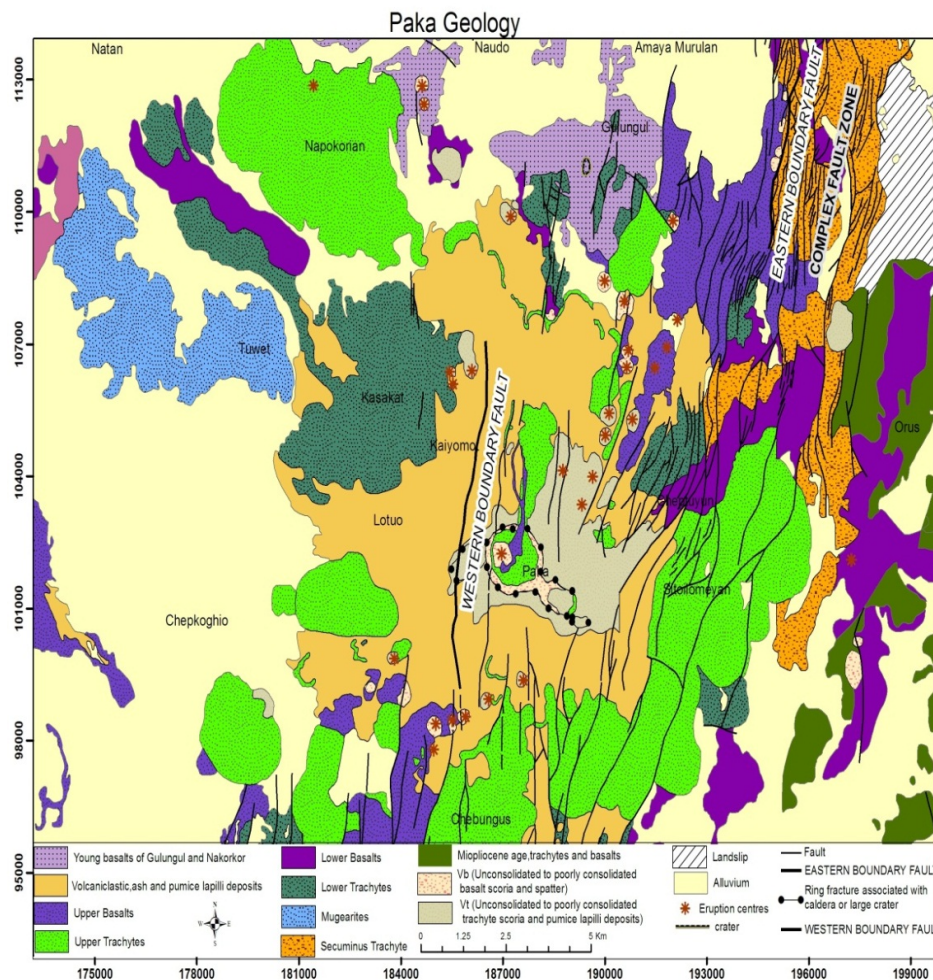 Paka Geology
Natan
Naudo
Amaya Murulan
113000
110000
107000
104000
101000
98000
95000
Napokorian
Gulungul
EASTERN BOUNDARY FAULT
COMPLEX FAULT ZONE
Tuwet
Kasakat
Kaiyomo
WESTERN BOUNDARY FAULT
Orus
Lotuo
Paka
Chepkoghio
Chebungus
Young basalts of Gulungul and Nakorkor
Volcaniclastic,ash and pumice lapilli deposits
Upper Basalts
Upper Trachytes
N
E
S
W
Lower Basalts
Lower Trachytes
Mugearites
Secuminus Trachyte
Miopliocene age,trachytes and basalts
Vb (Unconsolidated to poorly consolidated
basalt scoria and spatter)
Vt (Unconsolidated to poorly consolidated
trachyte scoria and pumice lapilli deposits)
0 1.25 2.5 5 Km
Landslip
Alluvium
Eruption centres
crater
Fault
EASTERN BOUNDARY FAU
Ring fracture associated with
caldera or large crater
WESTERN BOUNDARY FAU
175000 178000 181000 184000 187000 190000 193000 196000 199000